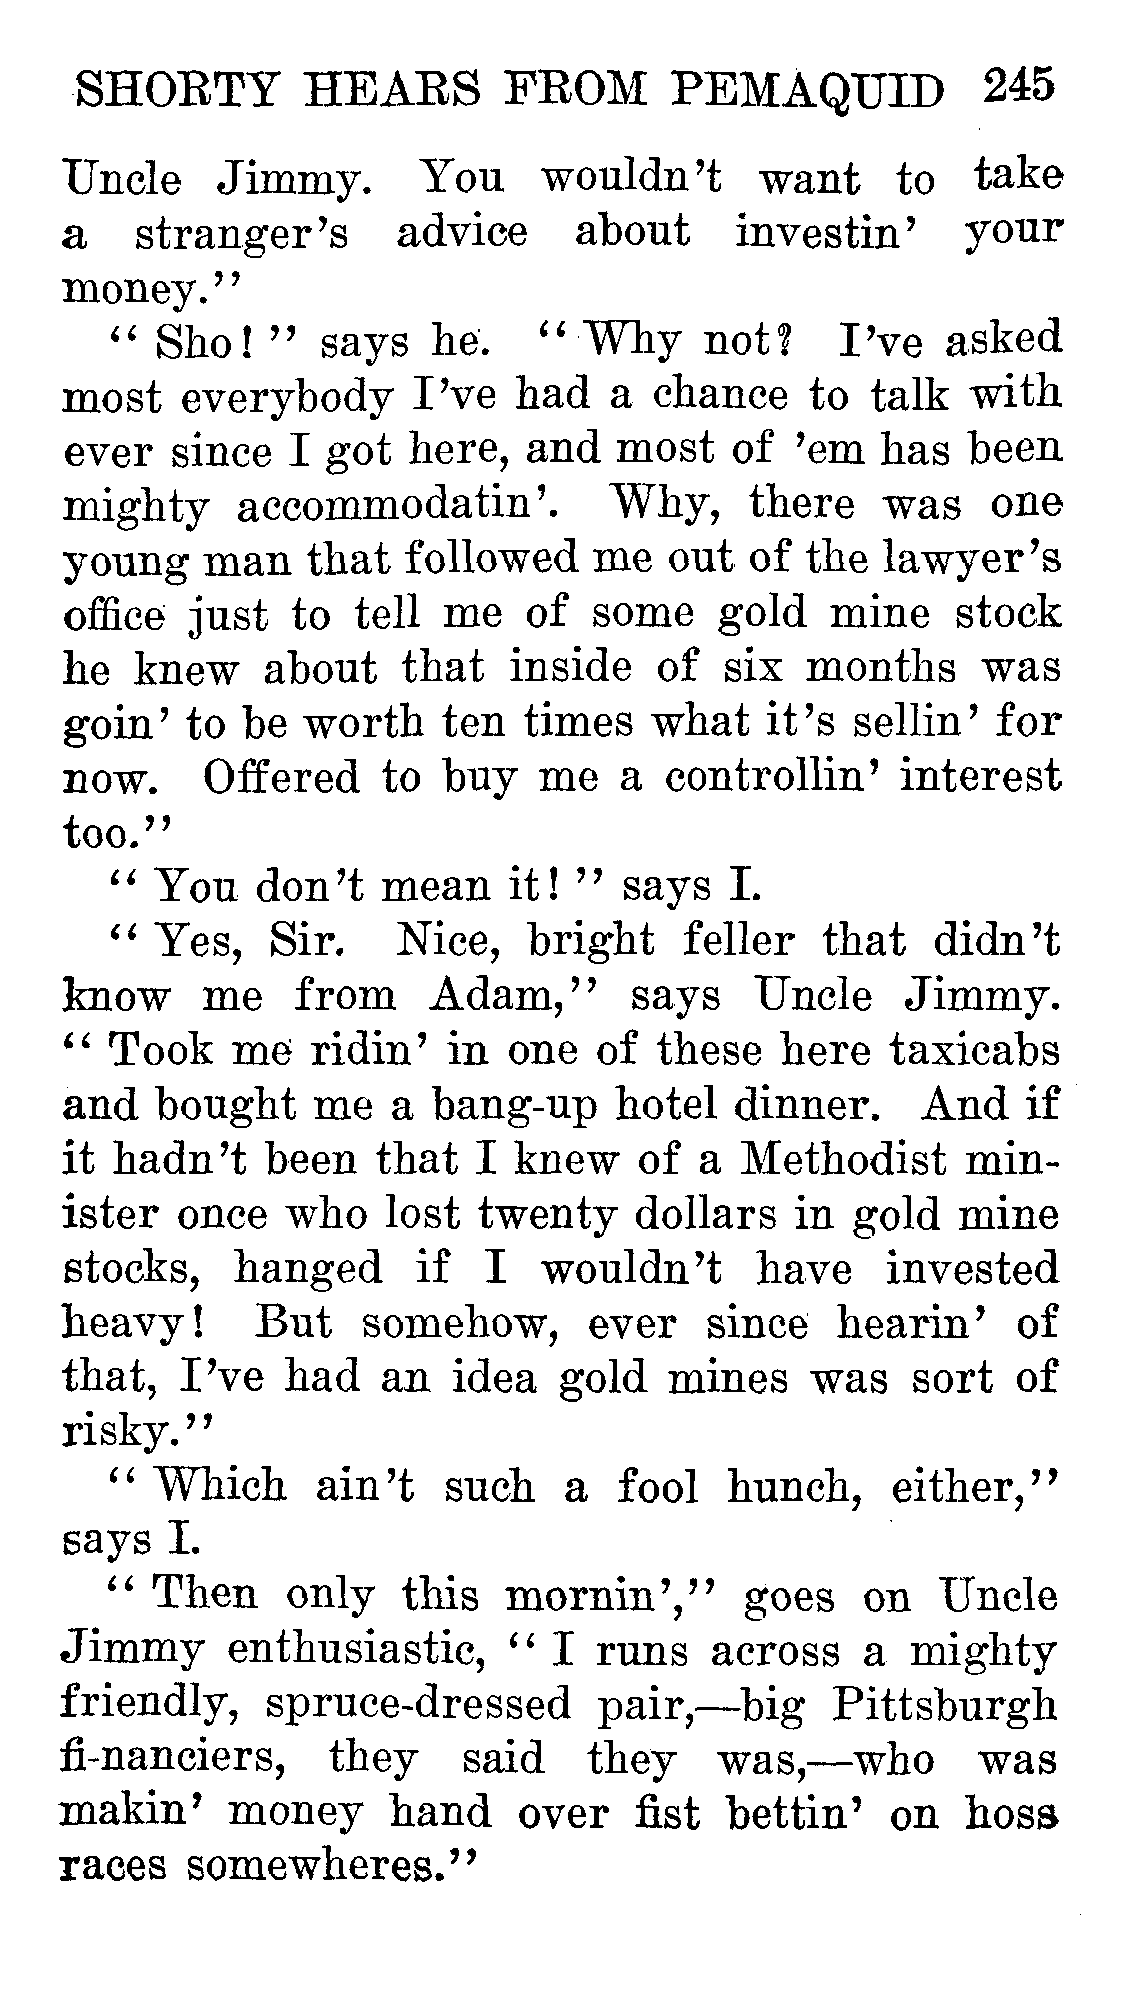 SHORTY HEARS FROM PEMAQUID 245
Uncle Jimmy. You wouldn't want to take
a stranger's advice about investin' your
money."
"Sho!" says he. "Why not? I've asked
most everybody I've had a chance to talk with
ever since I got here, and most of 'em has been
mighty accommodatin'. Why, there was one
young man that followed me out of the lawyer's
office just to tell me of some gold mine stock
he knew about that inside of six months was
goin' to be worth ten times what it's sellin' for
now. Offered to buy me a controllin' interest
too."
"You don't mean it!" says I.
"Yes, Sir. Nice, bright feller that didn't
know me from Adam," says Uncle Jimmy.
"Took me ridin' in one of these here taxicabs
and bought me a bang-up hotel dinner. And if
it hadn't been that I knew of a Methodist min-
ister once who lost twenty dollars in gold mine
stocks, hanged if I wouldn't have invested
heavy! But somehow, ever since hearin' of
that, I've had an idea gold mines was sort of
risky."
"Which ain't such a fool hunch, either,"
says I.
"Then only this mornin'," goes on Uncle
Jimmy enthusiastic, "I runs across a mighty
friendly, spruce-dressed pair,—big Pittsburgh
fi-nanciers, they said they was,—who was
makin' money hand over fist bettin' on hoss
races somewheres."